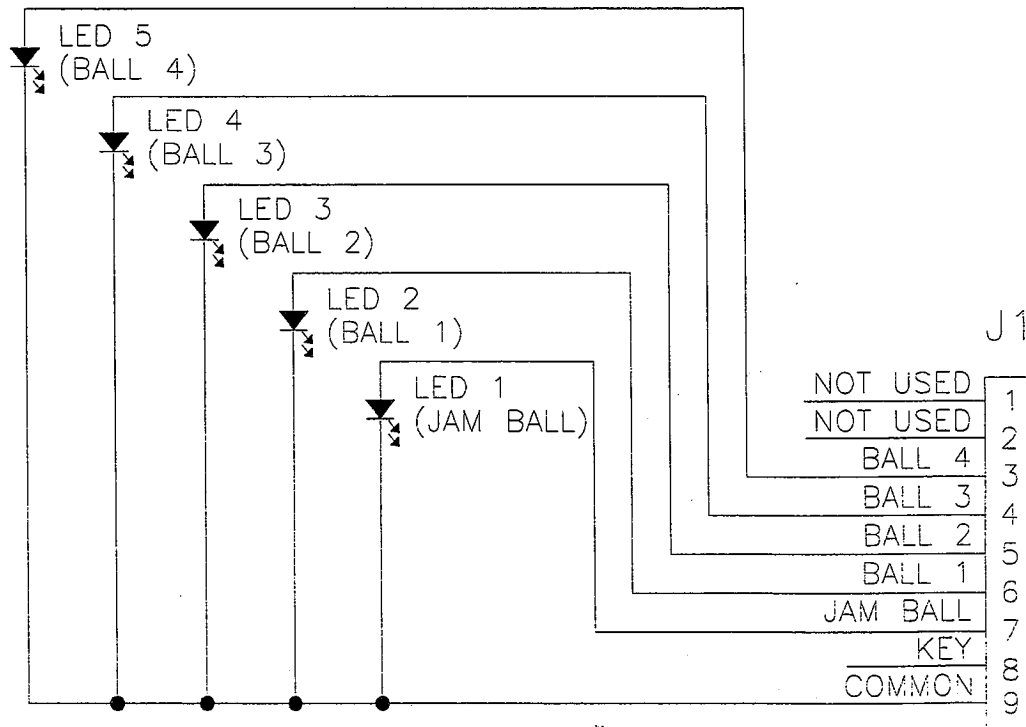 LED 5
(BALL 4)
LED 4
(BALL 3)
LED 3
(BALL 2)
LED 2
(BALL 1)
LED 1
(JAM BALL)
J1
NOT USED 1
NOT USED 2
BALL 4 3
BALL 3 4
BALL 2 5
BALL 1 6
JAM BALL 7
KEY 8
COMMON 9